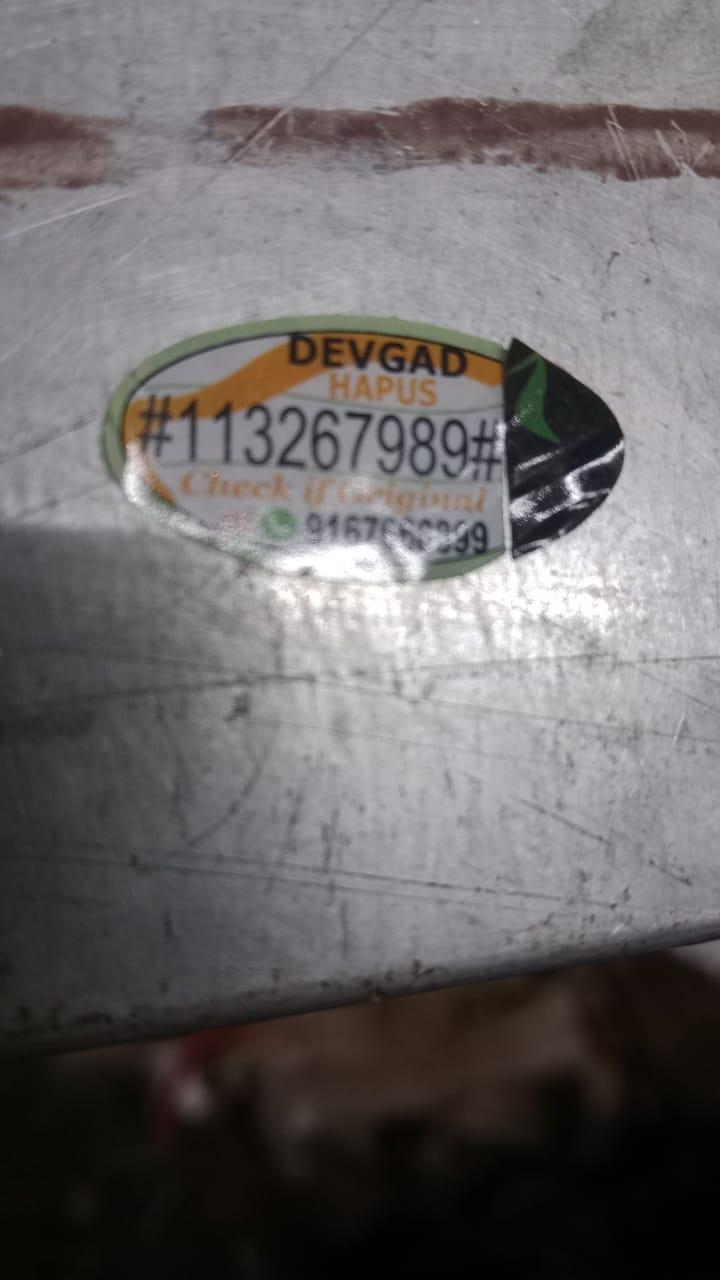 DEVGAD
HAPUS
#113267989#
Check if Original